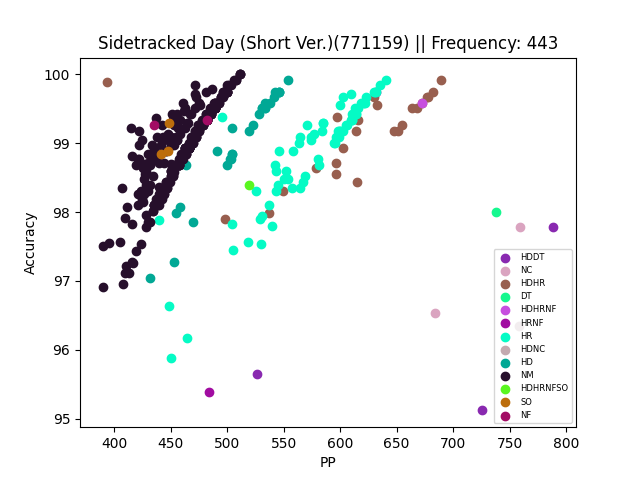 Sidetracked Day (Short Ver.)(771159) || Frequency: 443
100
99
98
97
96
95
Accuracy
400
450
500
550
600
650
700
750
800
PP
HDDT
NC
HDHR
DT
HDHRNF
HRNF
HR
HDNC
HD
NM
HDHRNFSO
SO
NF